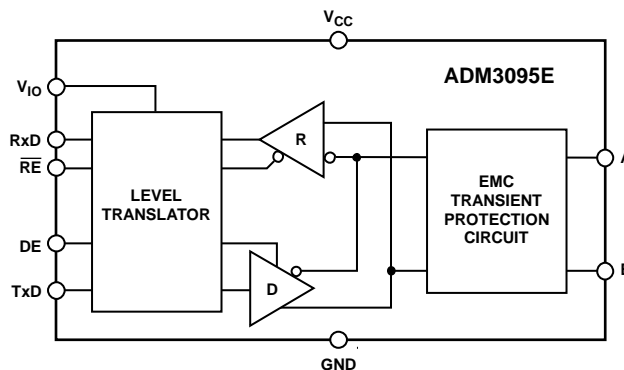 VCC
ADM3095E
VIO
RxD
RE
DE
TxD
LEVEL
TRANSLATOR
R
D
EMC
TRANSIENT
PROTECTION
CIRCUIT
A
B
GND